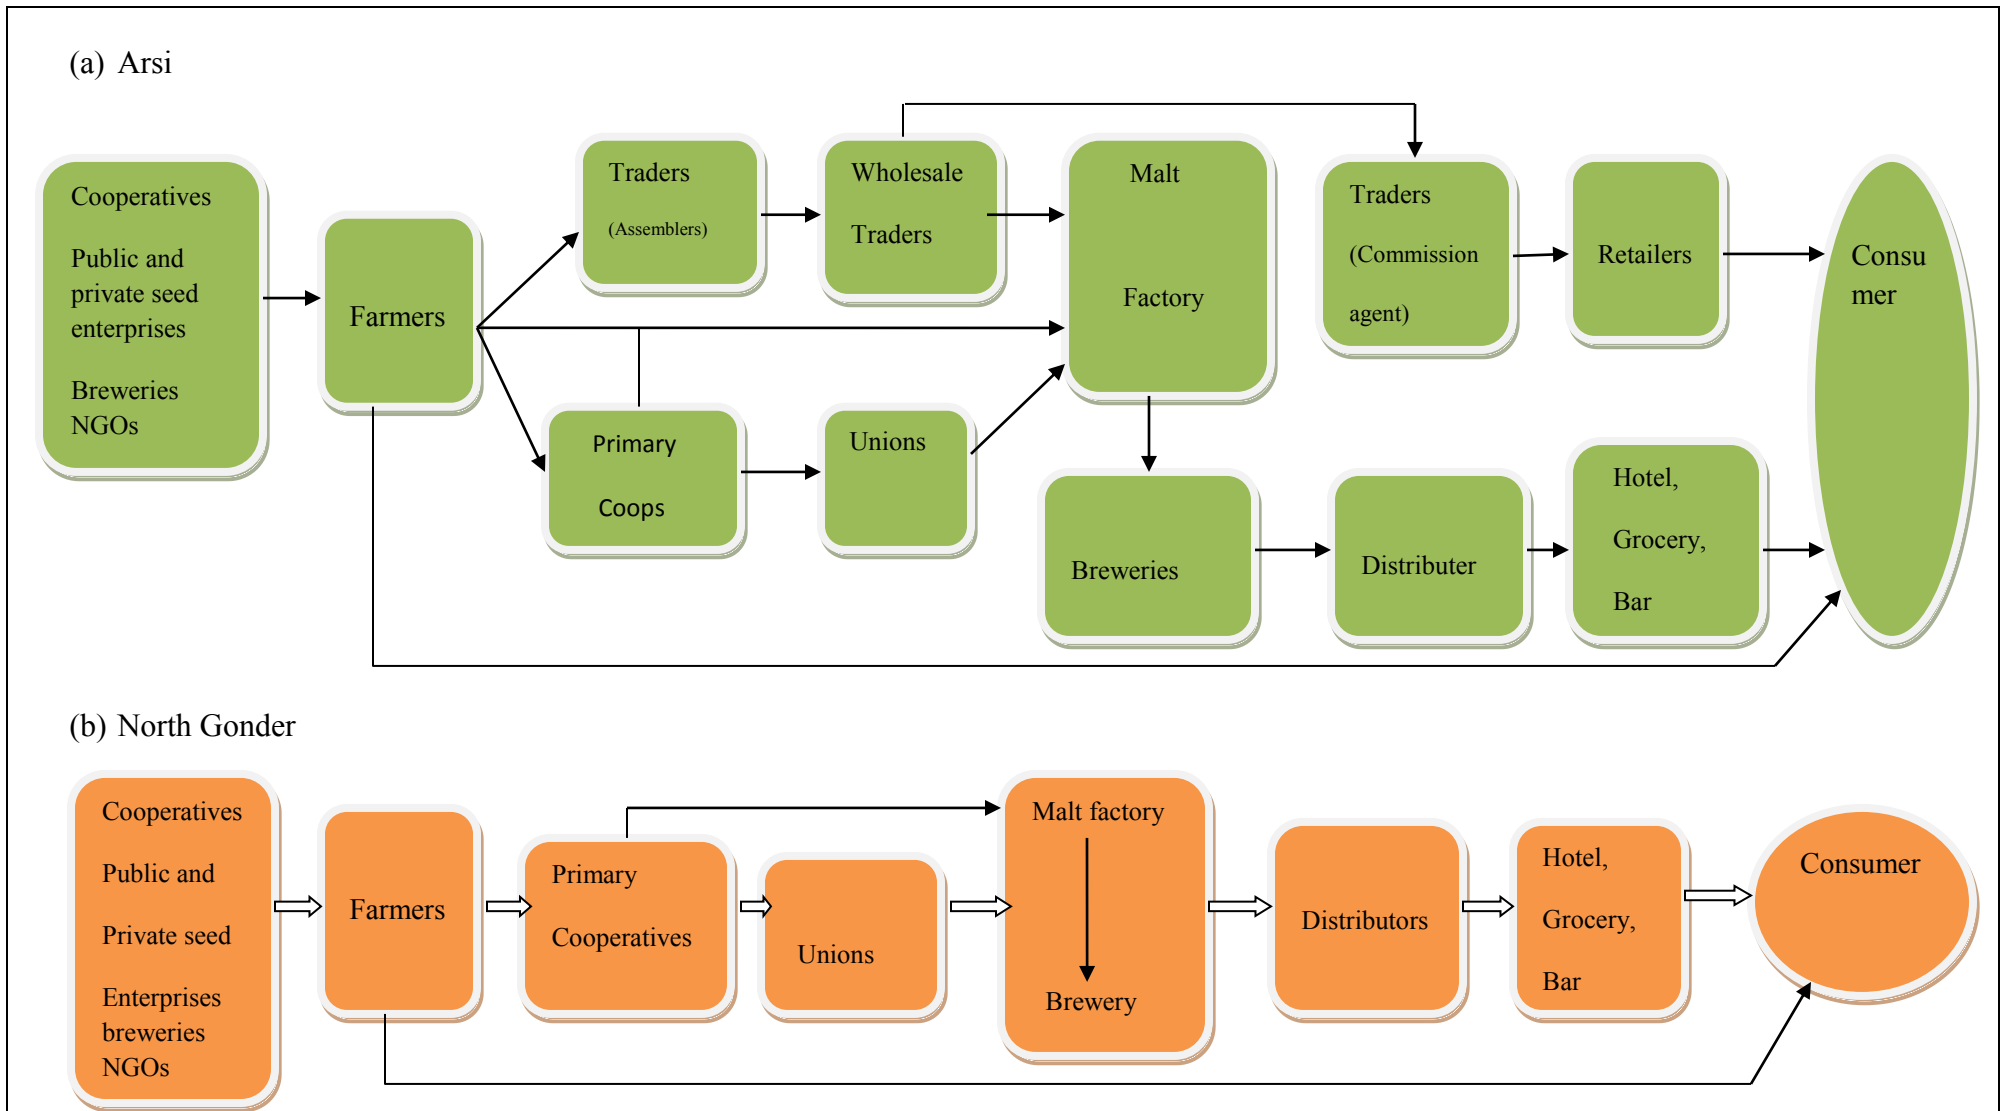 (a) Arsi
Cooperatives
Public and
private seed
enterprises
Breweries
NGOs
Farmers
Traders
(Assemblers)
Wholesale
Traders
Malt
Factory
Traders
(Commission
agent)
Retailers
Consu
mer
Primary
Coops
Unions
Breweries
Distributer
Hotel,
Grocery,
Bar
(b) North Gonder
Cooperatives
Public and
Private seed
Enterprises
breweries
NGOs
Farmers
Primary
Cooperatives
Unions
Malt factory
Brewery
Distributors
Hotel,
Grocery,
Bar
Consumer